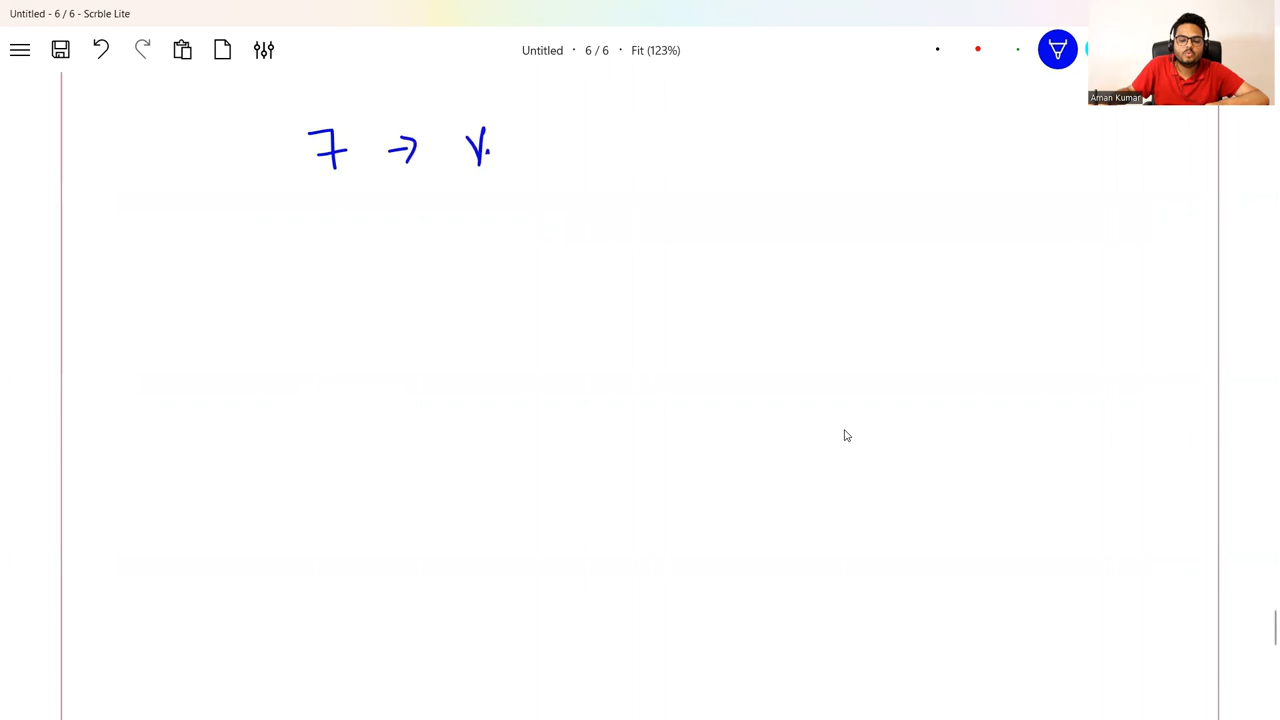 Untitled - 6 / 6 - Scrble Lite
Untitled · 6 / 6 · Fit (123%)
Aman Kumar
7 →